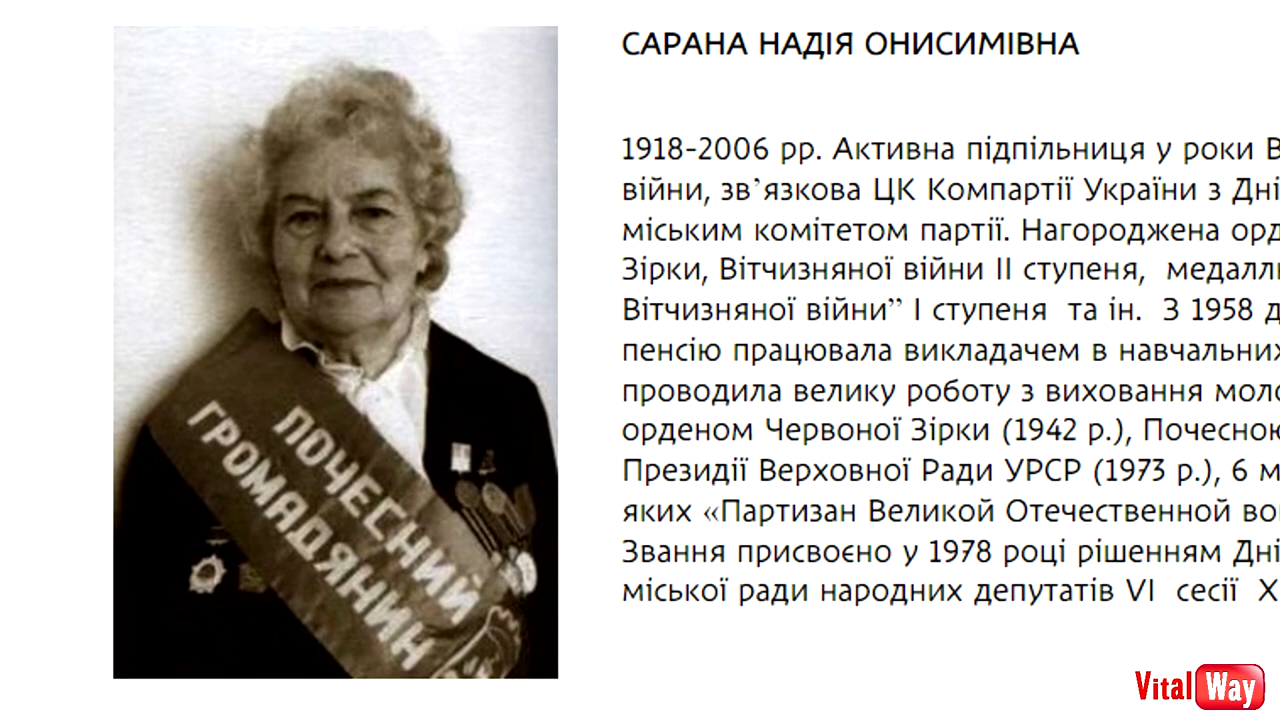 САРАНА НАДІЯ ОНИСИМІВНА
1918-2006 рр. Активна підпільниця у роки В
війни, зв’язкова ЦК Компартії України з Дні
міським комітетом партії. Нагороджена орд
Зірки, Вітчизняної війни ІІ ступеня, медалл
Вітчизняної війни” І ступеня та ін. З 1958 д
пенсію працювала викладачем в навчальних
проводила велику роботу з виховання моло
орденом Червоної Зірки (1942 р.), Почесною
Президії Верховної Ради УРСР (1973 р.), 6 м
яких «Партизан Великой Отечественной во
Звання присвоєно у 1978 році рішенням Дні
міської ради народних депутатів VI сесії X
ПОЧЕСНИЙ
ГРОМАДЯНИН
Vital Way